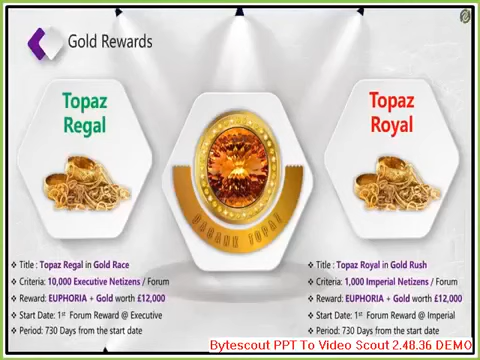 Gold Rewards
Topaz
Regal
Topaz
Royal
TOPAZ
❖ Title : Topaz Regal in Gold Race
❖ Criteria: 10,000 Executive Netizens / Forum
❖ Reward: EUPHORIA + Gold worth £12,000
❖ Start Date: 1st Forum Reward @ Executive
❖ Period: 730 Days from the start date
❖ Title : Topaz Royal in Gold Rush
❖ Criteria: 1,000 Imperial Netizens / Forum
❖ Reward: EUPHORIA + Gold worth £12,000
❖ Start Date: 1st Forum Reward @ Imperial
❖ Period: 730 Days from the start date
Bytescout PPT To Video Scout 2.48.36 DEMO